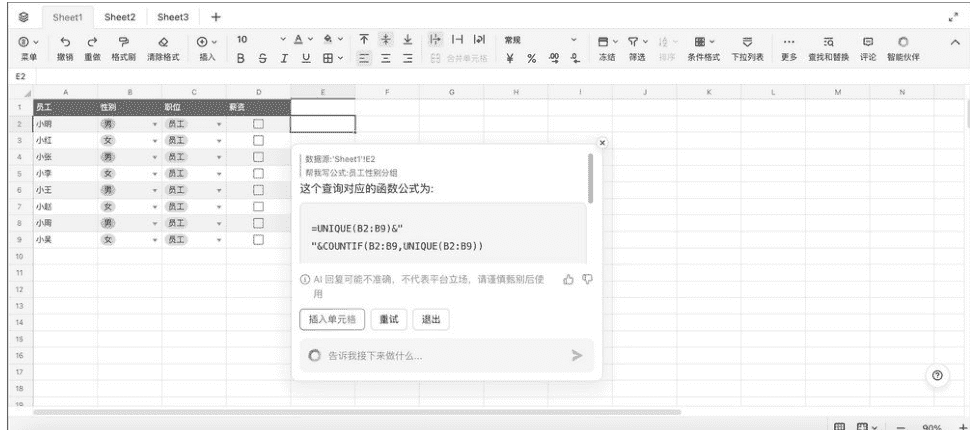 Sheet1 Sheet2 Sheet3 +
10 常规
菜单 撤销 重做 格式刷 清除格式 插入 B S I U A 合并单元格 ¥ % .00 .0 冻结 筛选 排序 条件格式 下拉列表 更多 查找和替换 评论 智能伙伴
E2
A B C D E F G H I J K L M N
1 员工 性别 职位 薪资
2 小明 男 员工
3 小红 女 员工
4 小张 男 员工
5 小李 女 员工
6 小王 男 员工
7 小赵 女 员工
8 小周 男 员工
9 小吴 女 员工
10
11
12
13
14
15
16
17
18
19
数据源:'Sheet1'!E2
帮我写公式:员工性别分组
这个查询对应的函数公式为:
=UNIQUE(B2:B9)&"
"&COUNTIF(B2:B9,UNIQUE(B2:B9))
AI 回复可能不准确，不代表平台立场，请谨慎甄别后使
用
插入单元格 重试 退出
告诉我接下来做什么...
90%